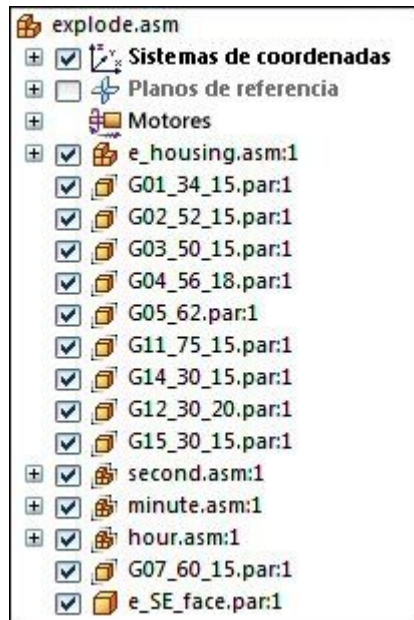 explode.asm
Sistemas de coordenadas
Planos de referencia
Motores
e_housing.asm:1
G01_34_15.par:1
G02_52_15.par:1
G03_50_15.par:1
G04_56_18.par:1
G05_62.par:1
G11_75_15.par:1
G14_30_15.par:1
G12_30_20.par:1
G15_30_15.par:1
second.asm:1
minute.asm:1
hour.asm:1
G07_60_15.par:1
e_SE_face.par:1